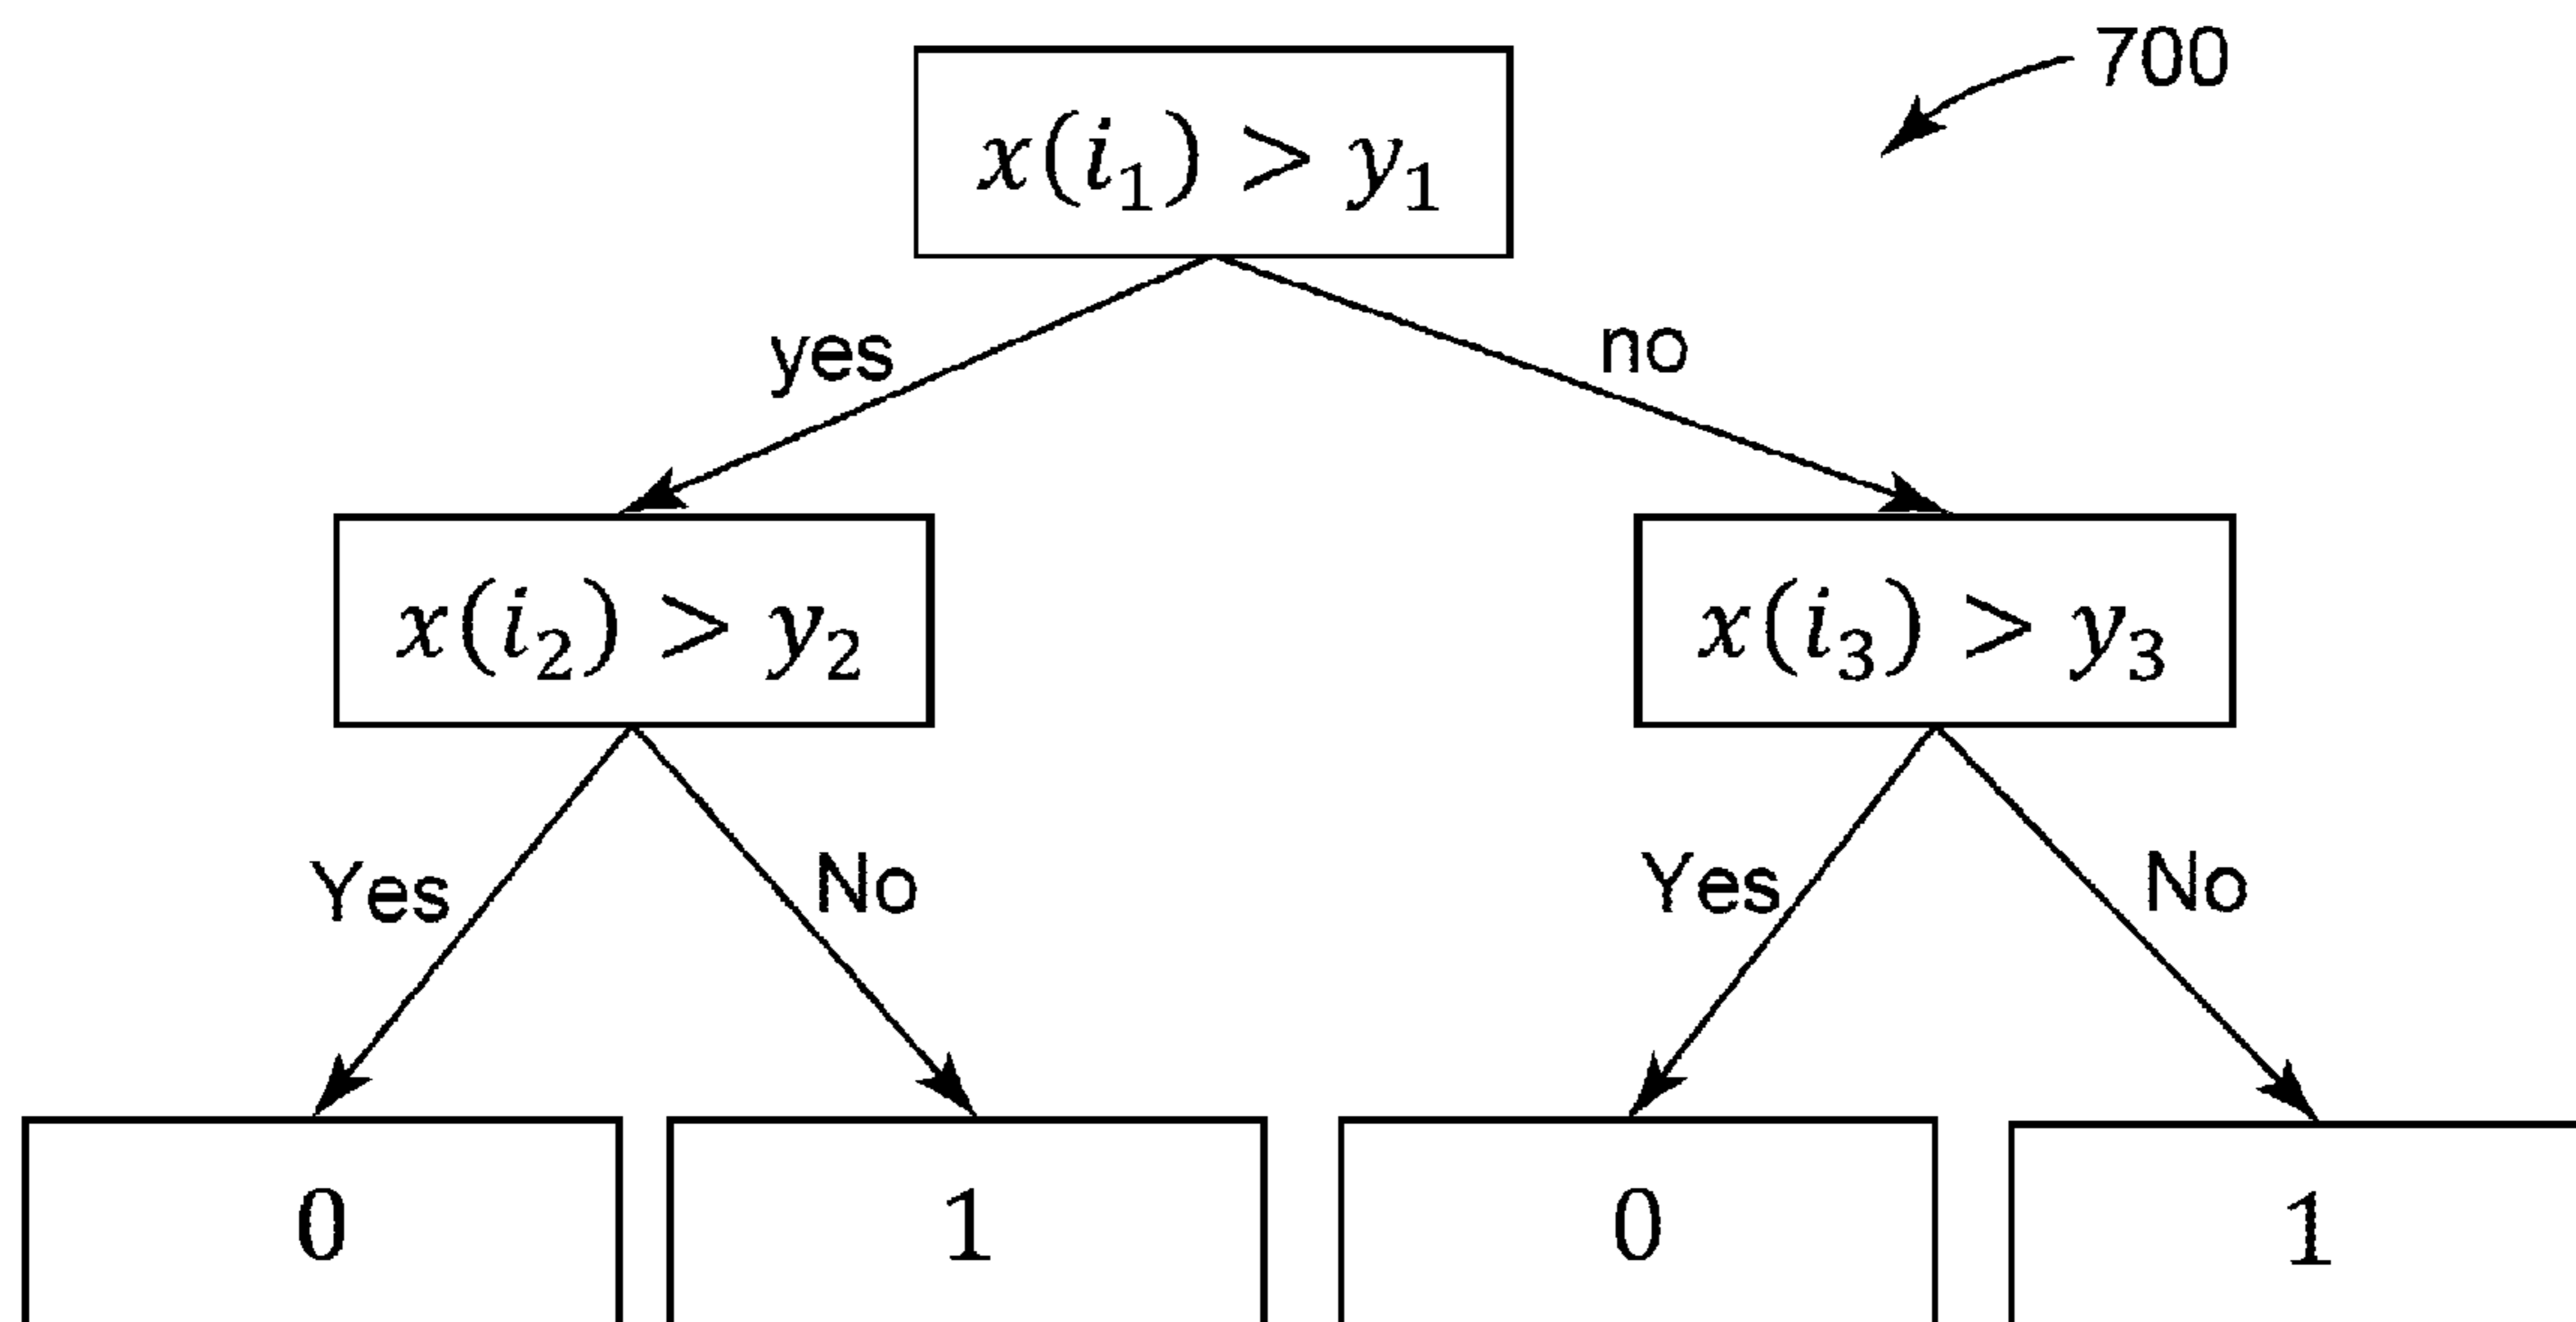 700
x(i₁) > y₁
yes no
x(i₂) > y₂ x(i₃) > y₃
Yes No Yes No
0 1 0 1